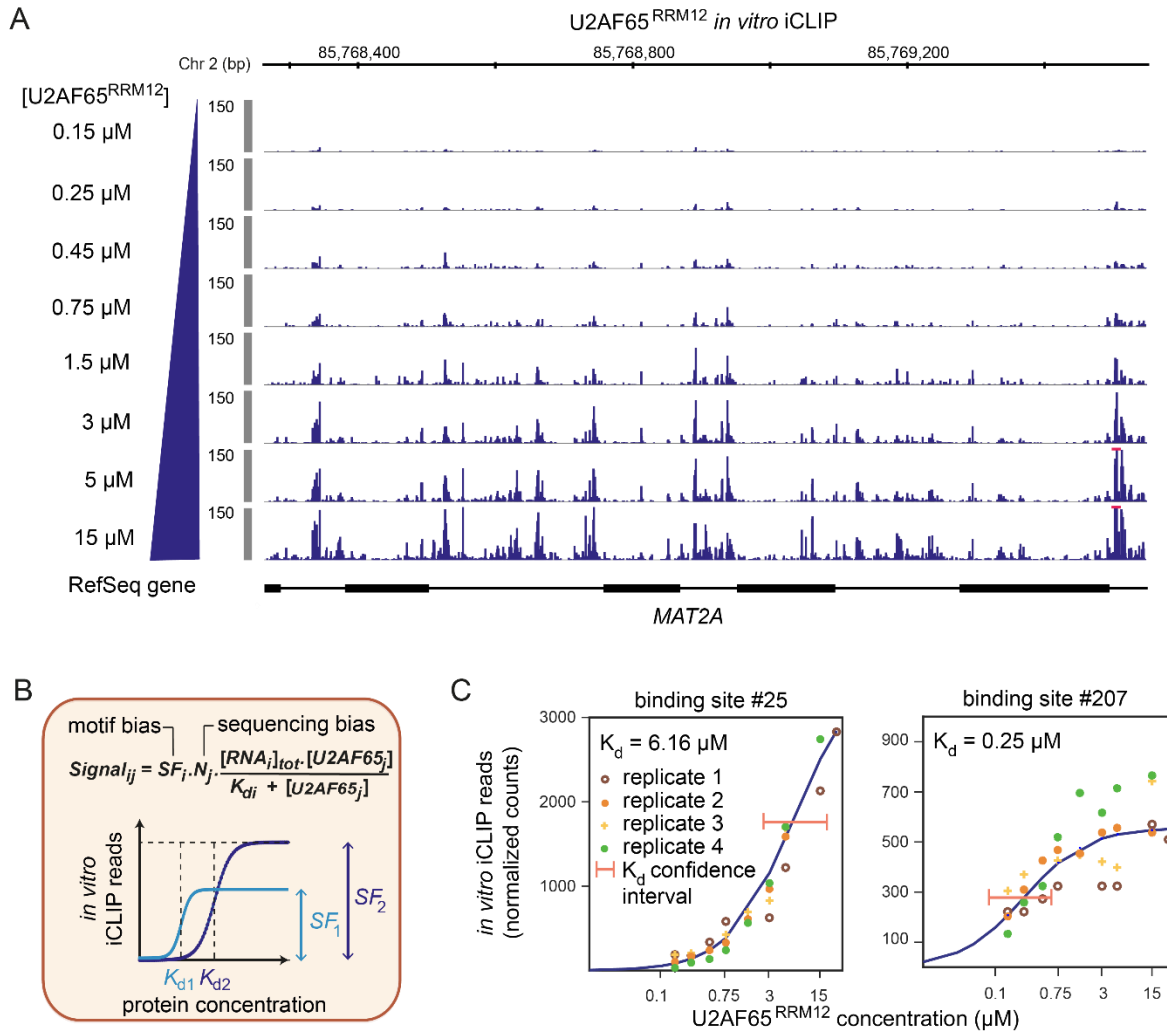 A
U2AF65RRM12 in vitro iCLIP
Chr 2 (bp)
85,768,400
85,768,800
85,769,200
[U2AF65RRM12]
0.15 µM
150
0.25 µM
150
0.45 µM
150
0.75 µM
150
1.5 µM
150
3 µM
150
5 µM
150
15 µM
150
RefSeq gene
MAT2A
B
motif bias
sequencing bias
Signalij = SFi.Nj. [RNAi]tot.[U2AF65j]
Kdi + [U2AF65j]
in vitro
iCLIP reads
SF1
SF2
Kd1
Kd2
protein concentration
C
binding site #25
in vitro iCLIP reads
(normalized counts)
3000
2000
1000
Kd = 6.16 µM
replicate 1
replicate 2
replicate 3
replicate 4
Kd confidence
interval
0.1
0.75
3
15
binding site #207
900
700
500
300
100
Kd = 0.25 µM
0.1
0.75
3
15
U2AF65RRM12 concentration (µM)